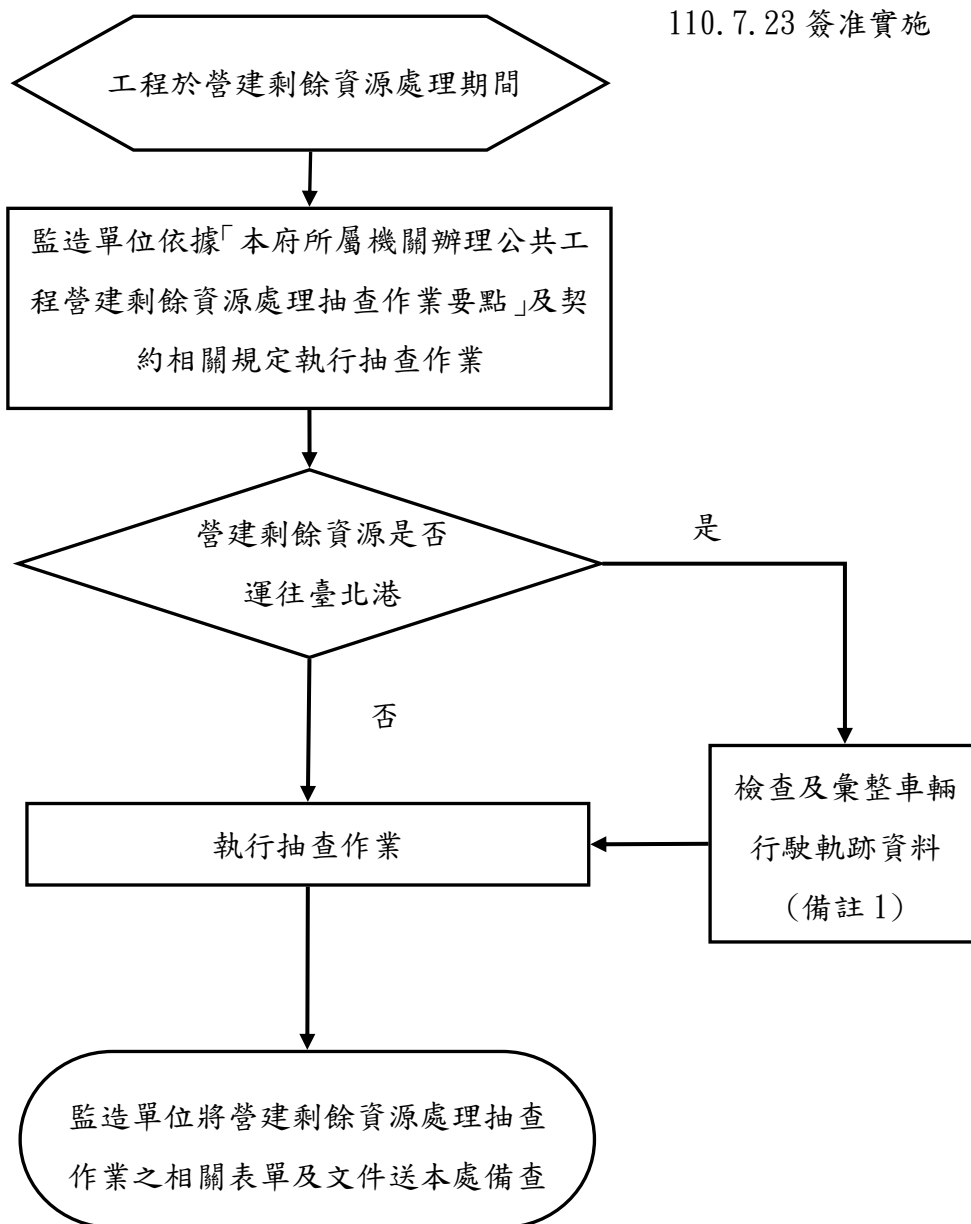 110.7.23 簽准實施
工程於營建剩餘資源處理期間
監造單位依據「本府所屬機關辦理公共工
程營建剩餘資源處理抽查作業要點」及契
約相關規定執行抽查作業
營建剩餘資源是否
運往臺北港
是
否
檢查及彙整車輛
行駛軌跡資料
(備註 1)
執行抽查作業
監造單位將營建剩餘資源處理抽查
作業之相關表單及文件送本處備查